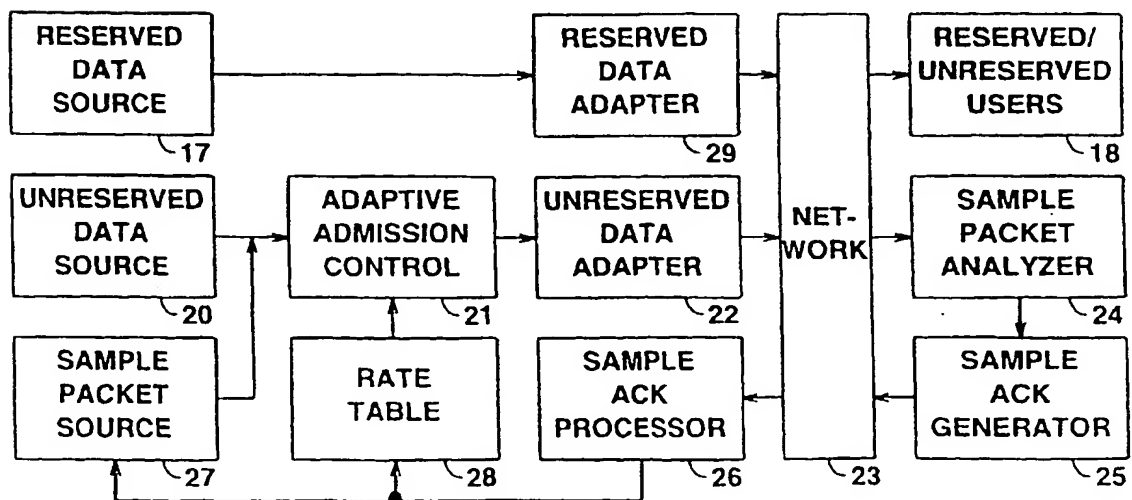 RESERVED
DATA
SOURCE
17
RESERVED
DATA
ADAPTER
29
RESERVED/
UNRESERVED
USERS
18
UNRESERVED
DATA
SOURCE
20
ADAPTIVE
ADMISSION
CONTROL
21
UNRESERVED
DATA
ADAPTER
22
NET-
WORK
23
SAMPLE
PACKET
ANALYZER
24
SAMPLE
PACKET
SOURCE
27
RATE
TABLE
28
SAMPLE
ACK
PROCESSOR
26
SAMPLE
ACK
GENERATOR
25